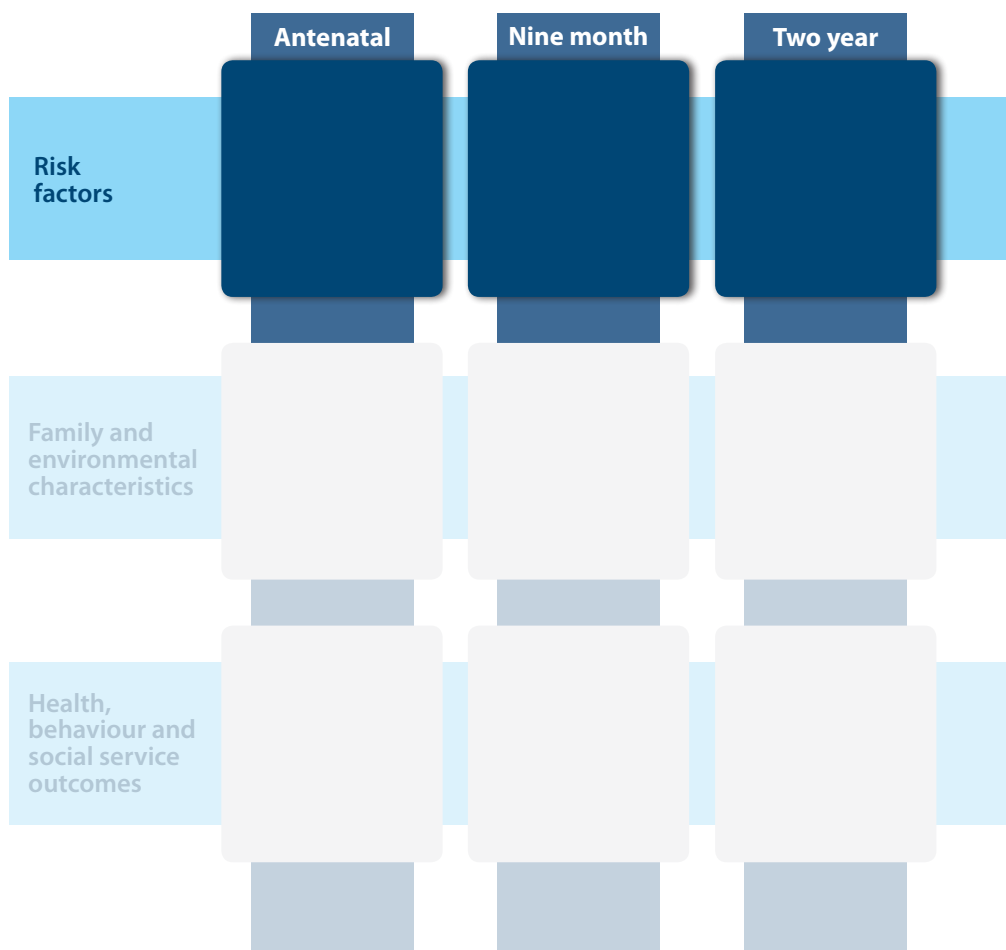 Antenatal
Nine month
Two year
Risk
factors
Family and
environmental
characteristics
Health,
behaviour and
social service
outcomes